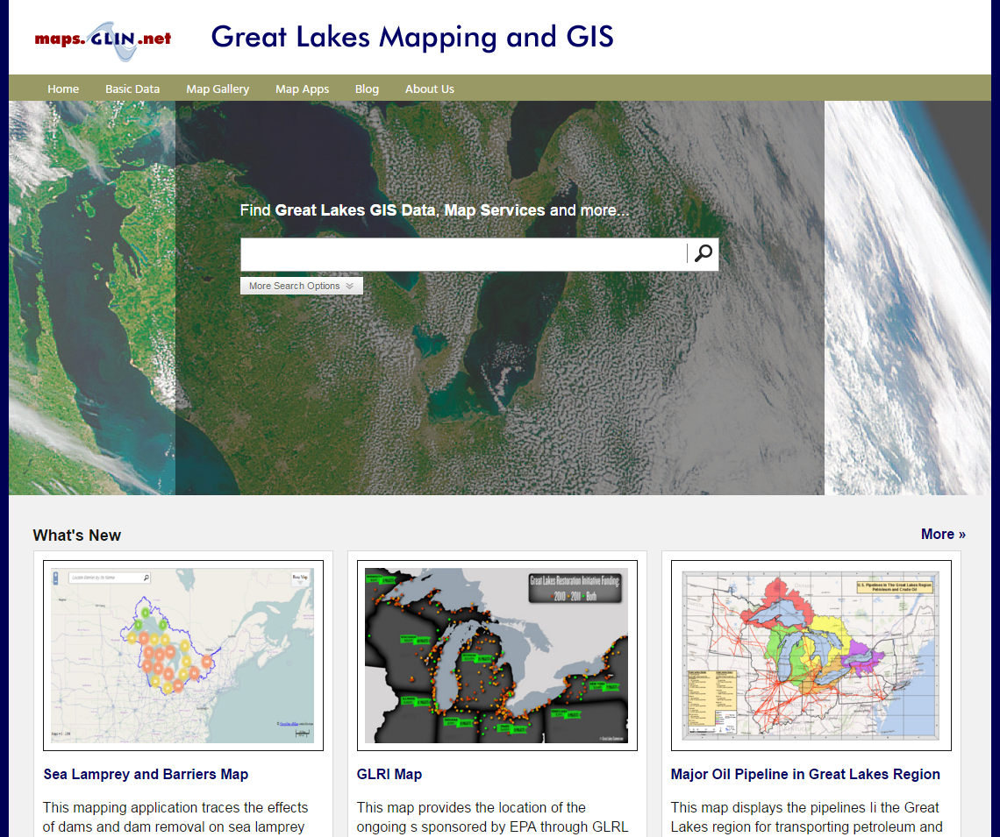 maps.GLIN.net
Great Lakes Mapping and GIS
Home Basic Data Map Gallery Map Apps Blog About Us
Find Great Lakes GIS Data, Map Services and more...
More Search Options
What's New
More »
Locate Barrier by its Name
Base Map
Great Lakes Restoration Initiative Funding
2010 2011 Both
U.S. Pipelines in The Great Lakes Region
Petroleum and Crude Oil
Sea Lamprey and Barriers Map
This mapping application traces the effects
of dams and dam removal on sea lamprey
GLRI Map
This map provides the location of the
ongoing s sponsored by EPA through GLRL
Major Oil Pipeline in Great Lakes Region
This map displays the pipelines Ii the Great
Lakes region for transporting petroleum and